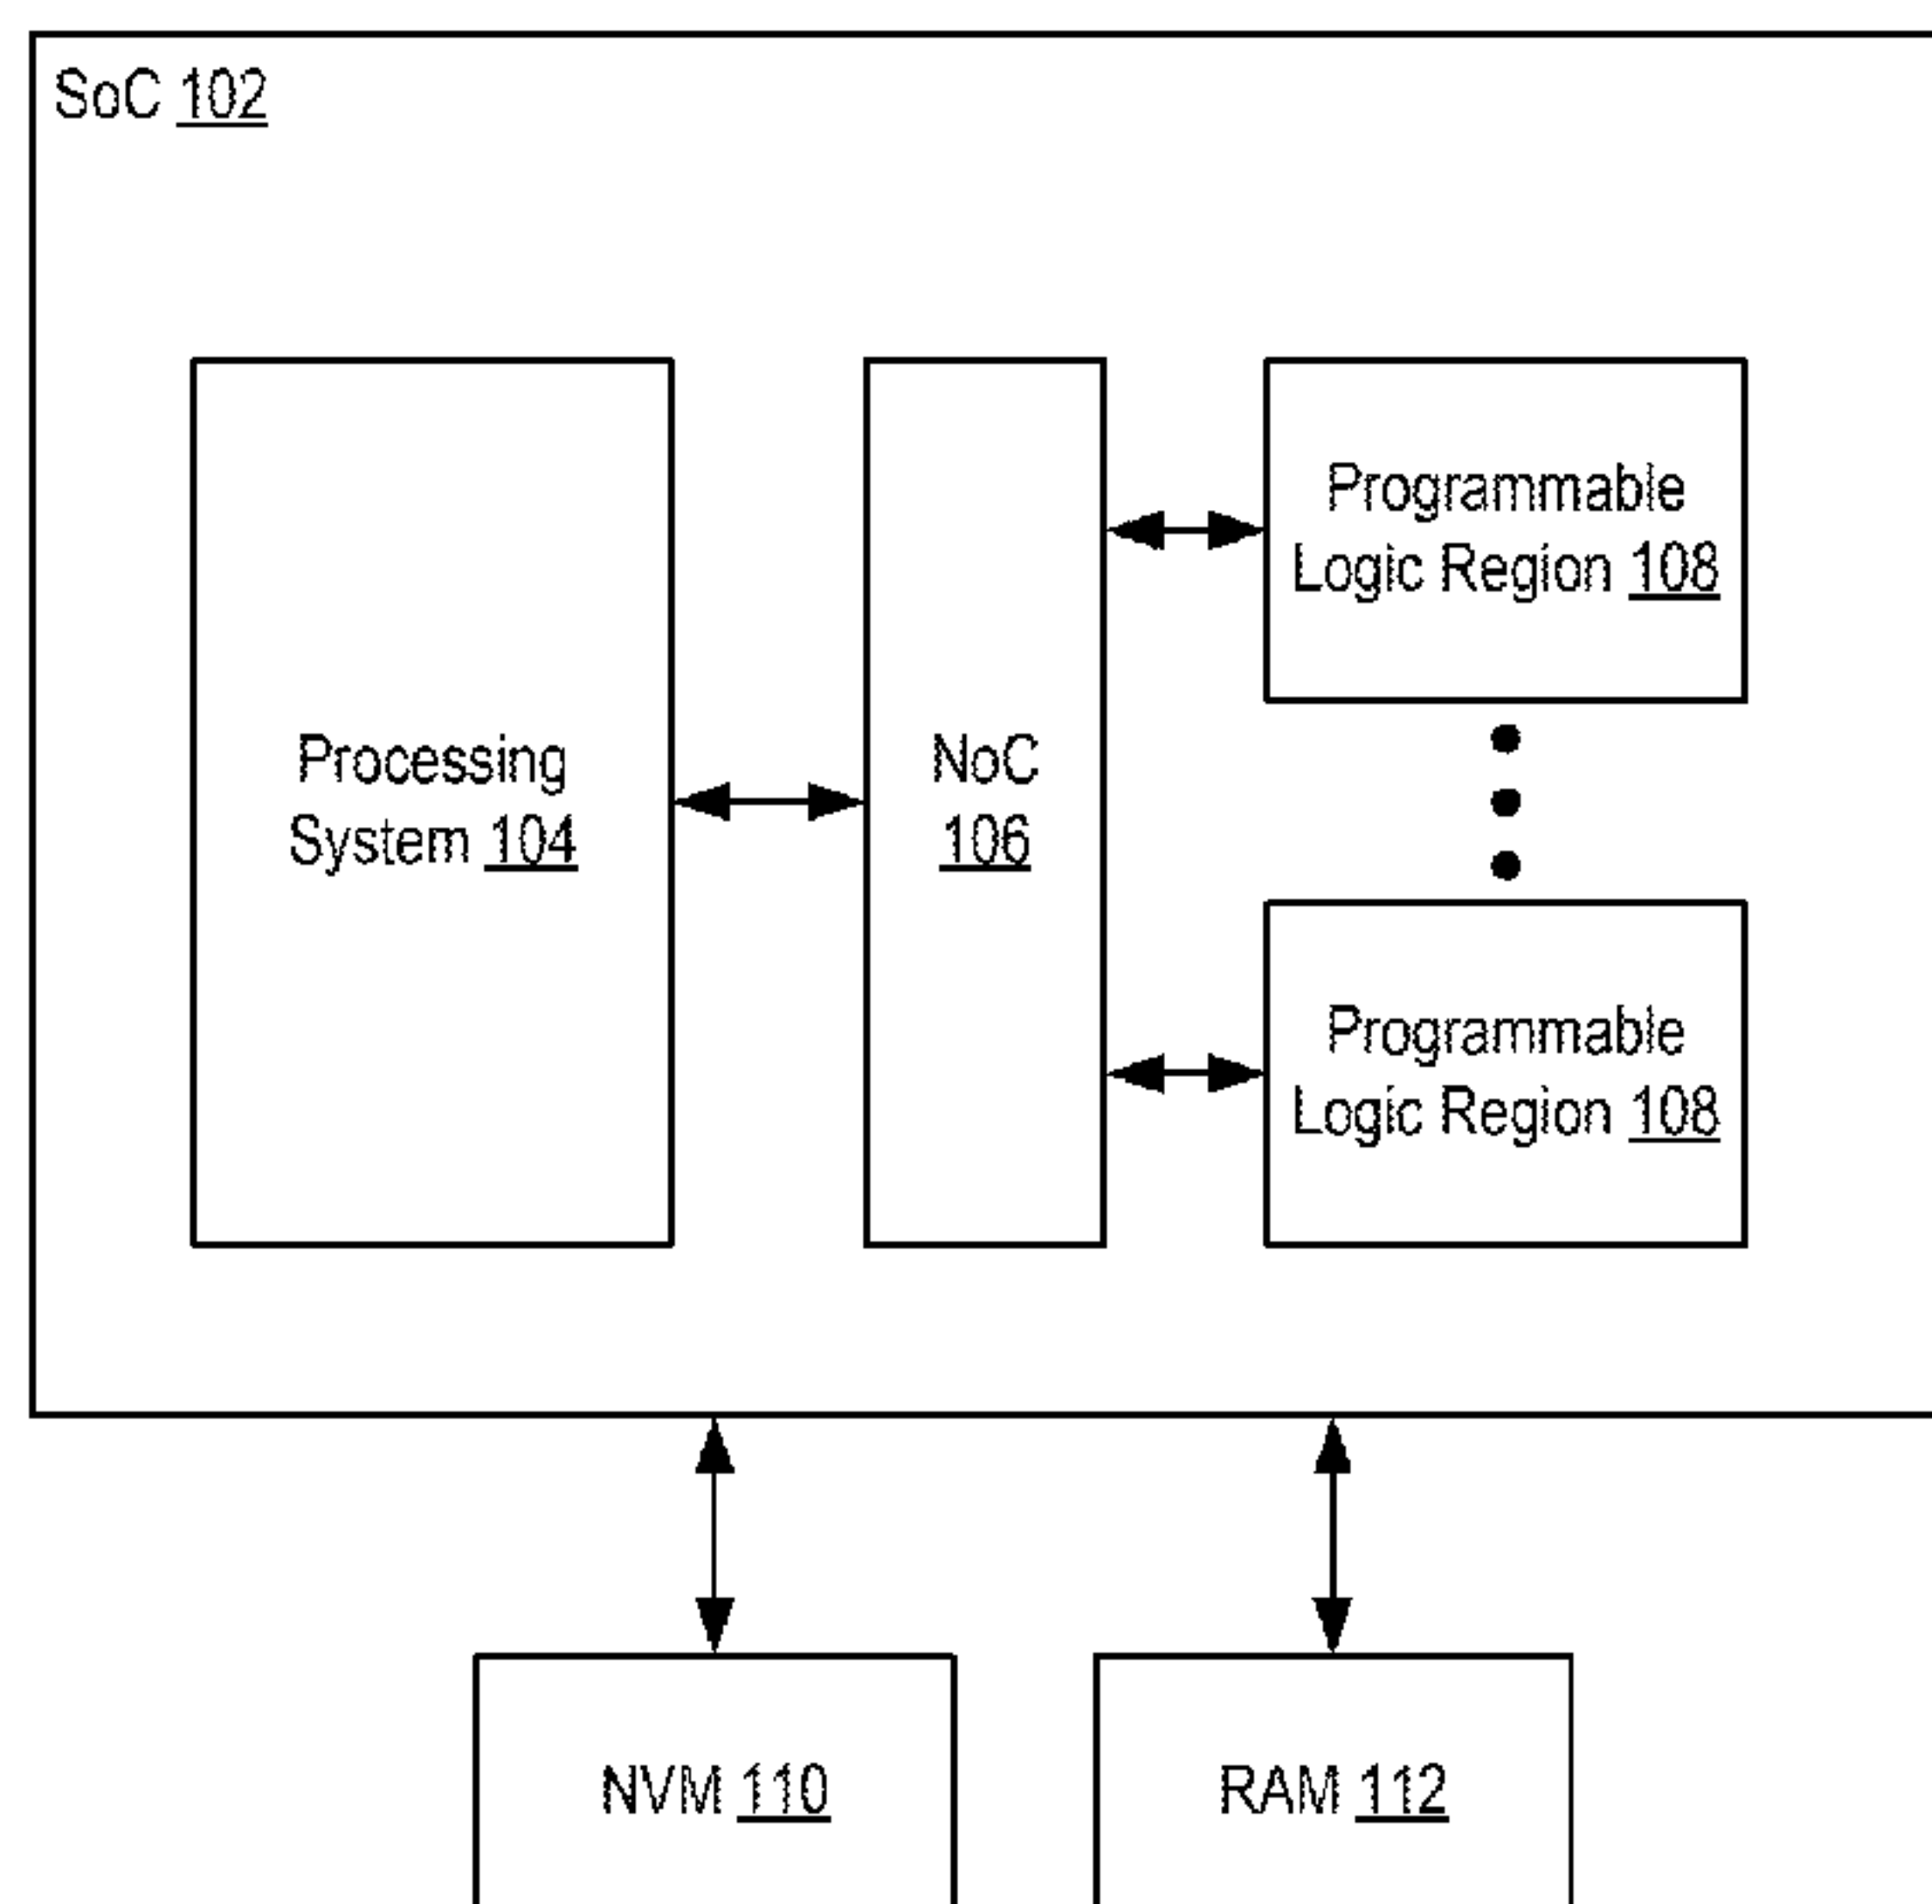 SoC 102
Programmable
Logic Region 108
Processing
System 104
NoC
106
Programmable
Logic Region 108
NVM 110
RAM 112